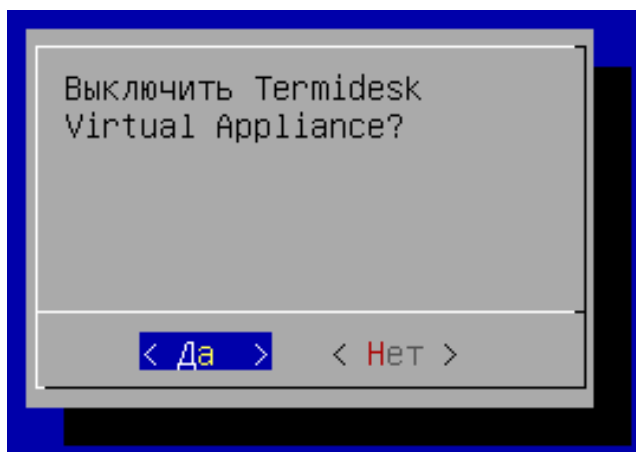 Выключить Termidesk
Virtual Appliance?
< Да > < Нет >